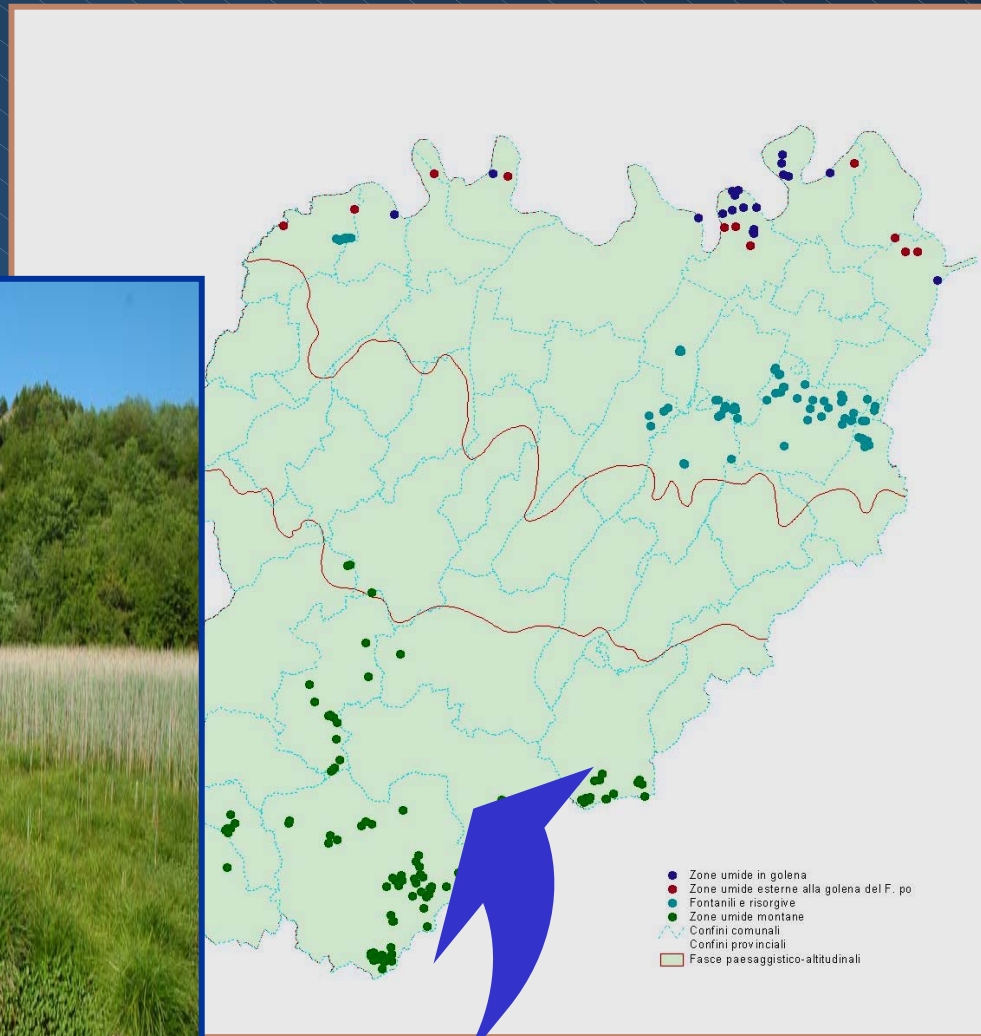 Zone umide in golena
Zone umide esterne alla golena del F. po
Fontanili e risorgive
Zone umide montane
Confini comunali
Confini provinciali
Fasce paesaggistico-altitudinali